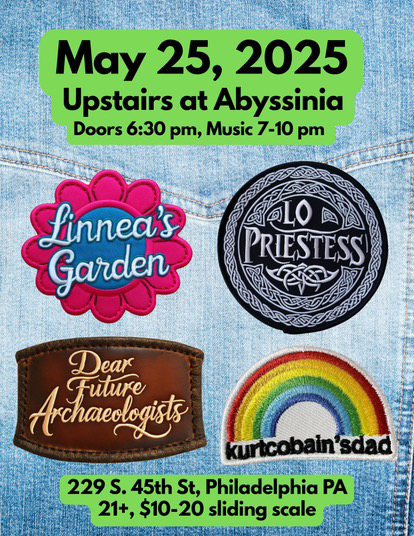 May 25, 2025
Upstairs at Abyssinia
Doors 6:30 pm, Music 7-10 pm
Linnea's
Garden
LO
PRIESTESS
Dear
Future
Archaeologists
kurtcobain'sdad
229 S. 45th St, Philadelphia PA
21+, $10-20 sliding scale